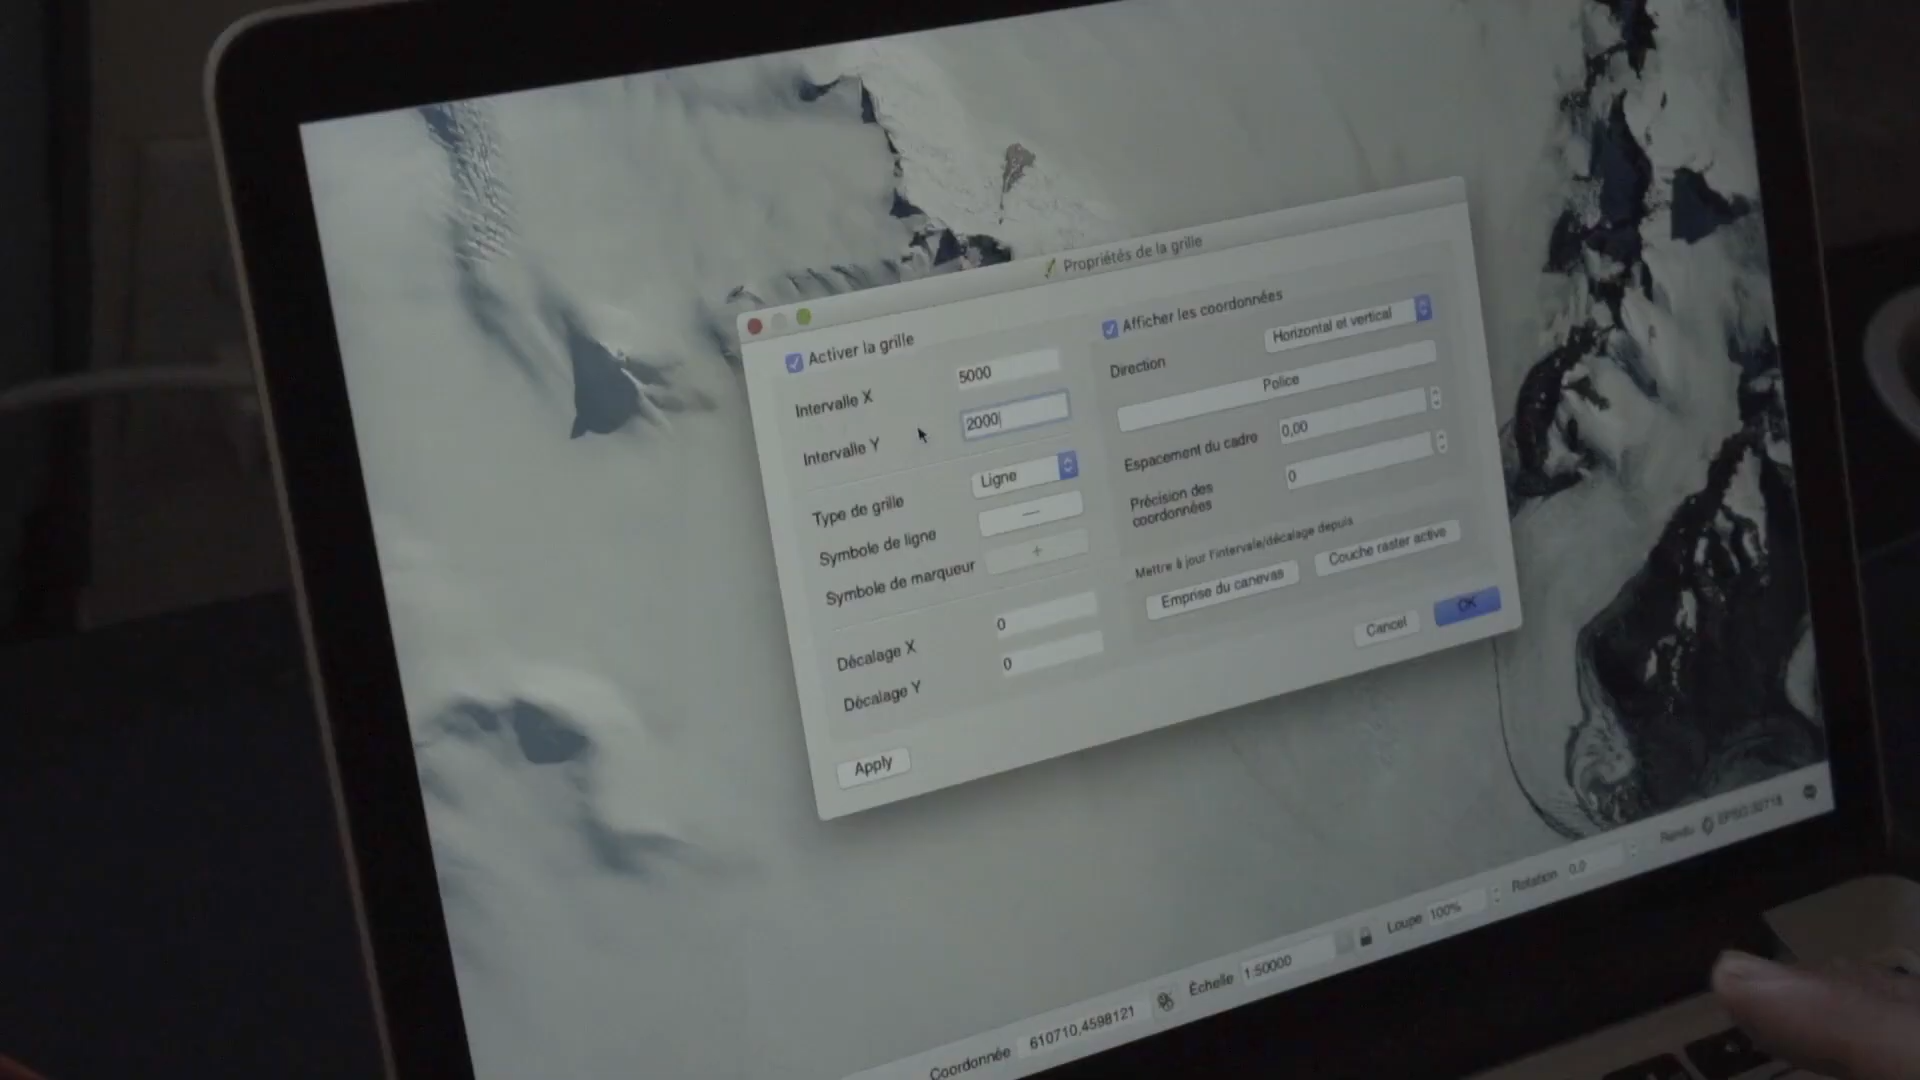 Propriétés de la grille
Activer la grille
Intervalle X 5000
Intervalle Y 2000
Type de grille Ligne
Symbole de ligne
Symbole de marqueur
Décalage X 0
Décalage Y 0
Apply
Afficher les coordonnées
Direction Horizontal et vertical
Police
Espacement du cadre 0,00
Précision des
coordonnées 0
Mettre à jour l'intervale/décalage depuis
Emprise du canevas Couche raster active
Cancel OK
Coordonnée 610710,4598121 Échelle 1:50000 Loupe 100% Rotation 0,0 Rendu